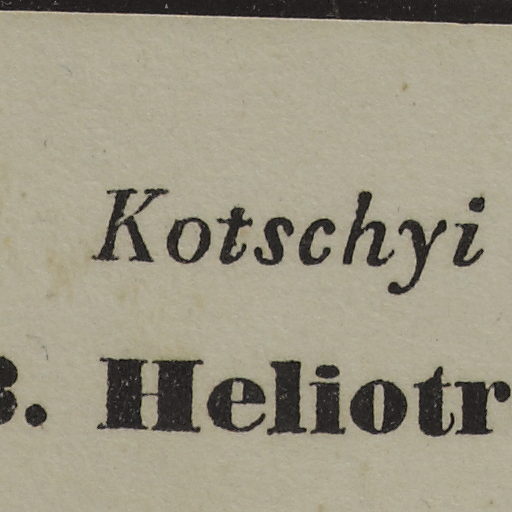 Kotschyi
3. Heliotr